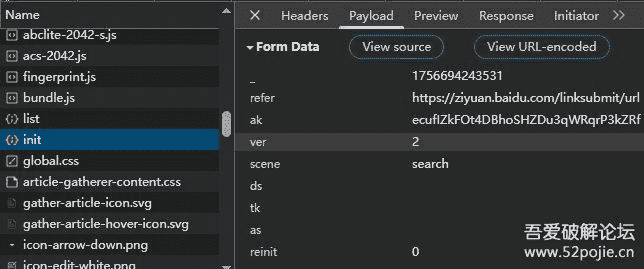 Name
Headers
Payload
Preview
Response
Initiator
abclite-2042-s.js
acs-2042.js
fingerprint.js
bundle.js
list
init
global.css
article-gatherer-content.css
gather-article-icon.svg
gather-article-hover-icon.svg
icon-arrow-down.png
icon-edit-white.png
Form Data
View source
View URL-encoded
_
1756694243531
refer
https://ziyuan.baidu.com/linksubmit/url
ak
ecufIZkFOt4DBhoSHZDu3qWRqrP3kZRf
ver
2
scene
search
ds
tk
as
reinit
0
吾爱破解论坛
www.52pojie.cn